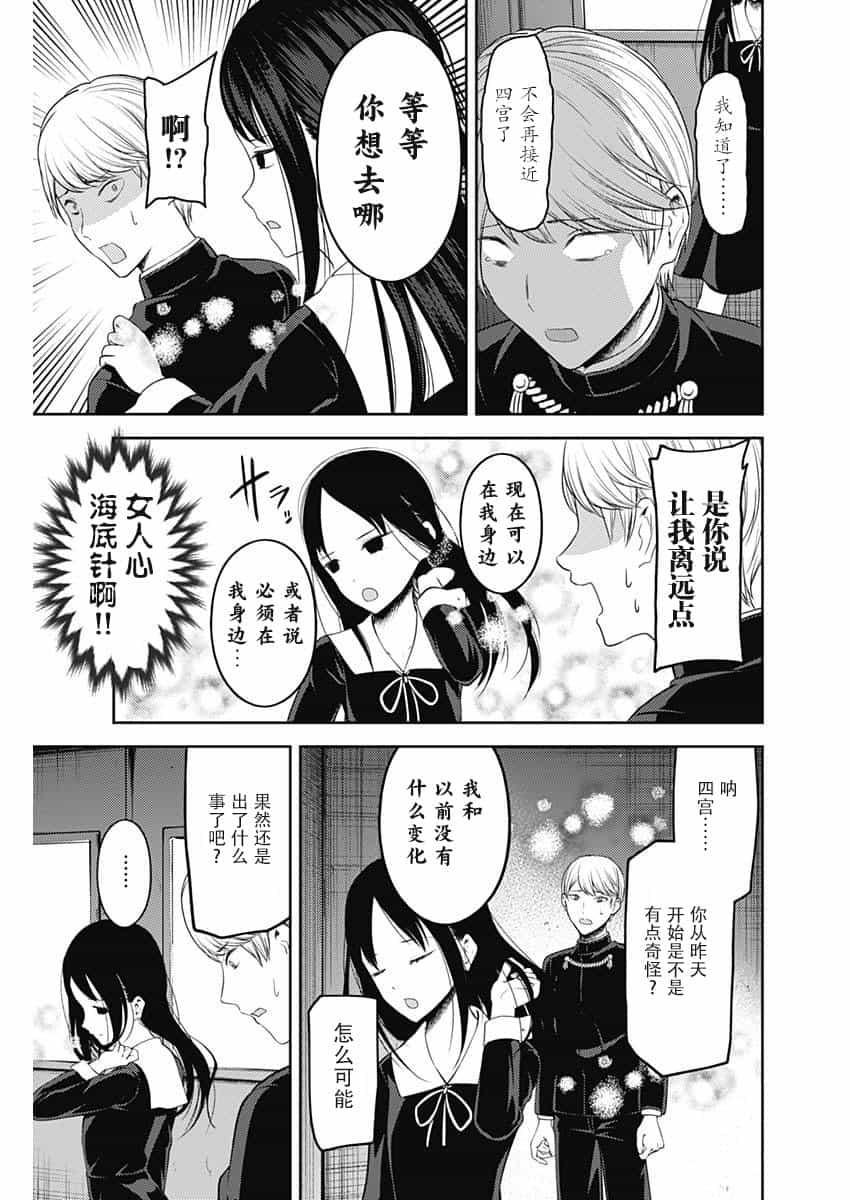 我知道了……
不会再接近
四宫了
等等
你想去哪
啊!?
是你说
让我离远点
现在可以
在我身边
或者说
必须在
我身边…
女人心
海底针啊!!
呐
四宫……
你从昨天
开始是不是
有点奇怪?
我和
以前没有
什么变化
怎么可能
果然还是
出了什么
事了吧?
……